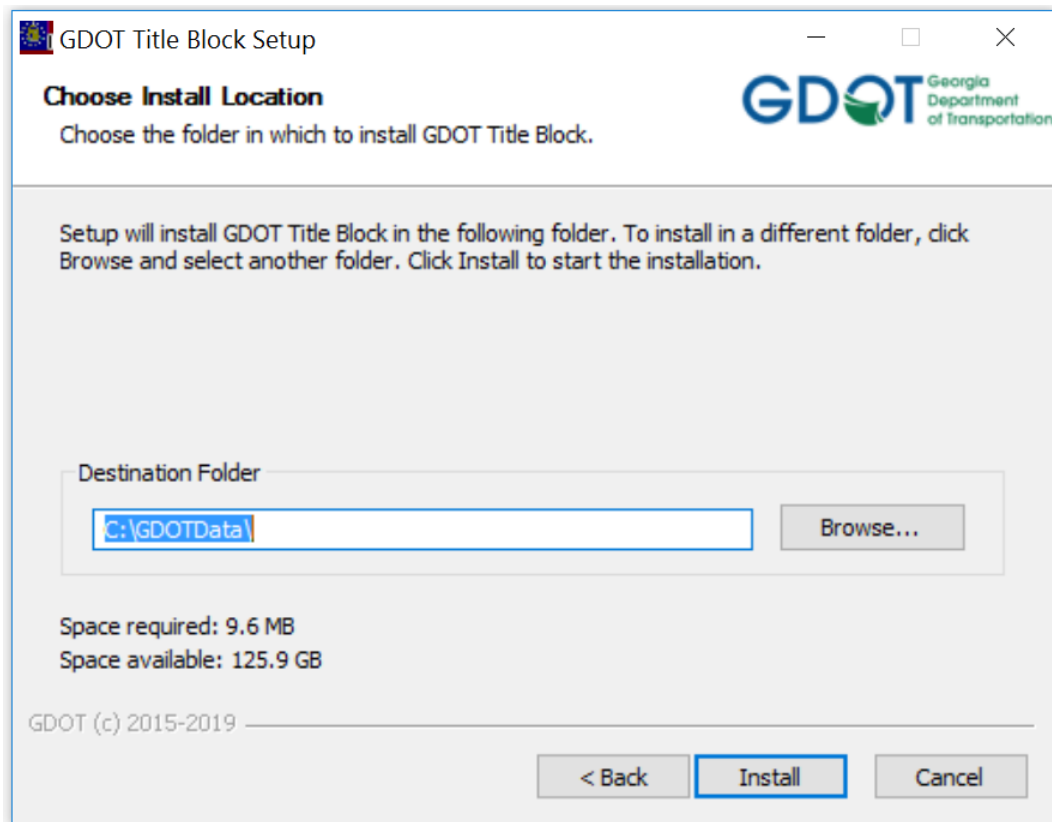 GDOT Title Block Setup
Choose Install Location
Choose the folder in which to install GDOT Title Block.
GDOT
Georgia
Department
of Transportation
Setup will install GDOT Title Block in the following folder. To install in a different folder, click
Browse and select another folder. Click Install to start the installation.
Destination Folder
C:\GDOTData\
Browse...
Space required: 9.6 MB
Space available: 125.9 GB
GDOT (c) 2015-2019
< Back
Install
Cancel